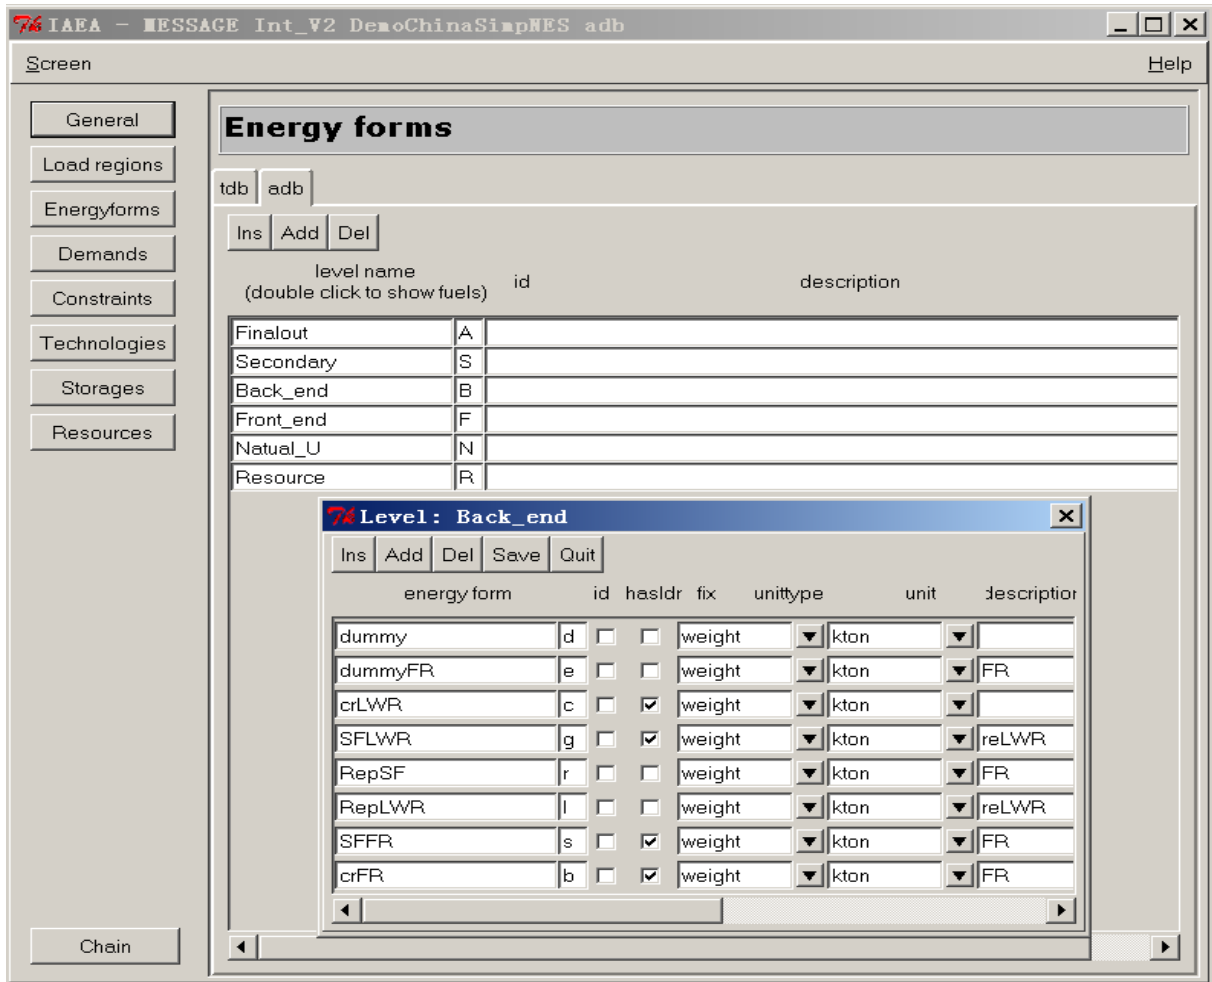 IAEA - MESSAGE Int_V2 DemoChinaSimpNES adb
Screen Help
General
Load regions
Energyforms
Demands
Constraints
Technologies
Storages
Resources
Chain
Energy forms
tdb adb
Ins Add Del
level name
(double click to show fuels) id description
Finalout A
Secondary S
Back_end B
Front_end F
Natual_U N
Resource R
Level: Back_end
Ins Add Del Save Quit
energy form id hasldr fix unittype unit description
dummy d weight kton
dummyFR e weight kton FR
crLWR c weight kton
SFLWR g weight kton reLWR
RepSF r weight kton FR
RepLWR l weight kton reLWR
SFFR s weight kton FR
crFR b weight kton FR